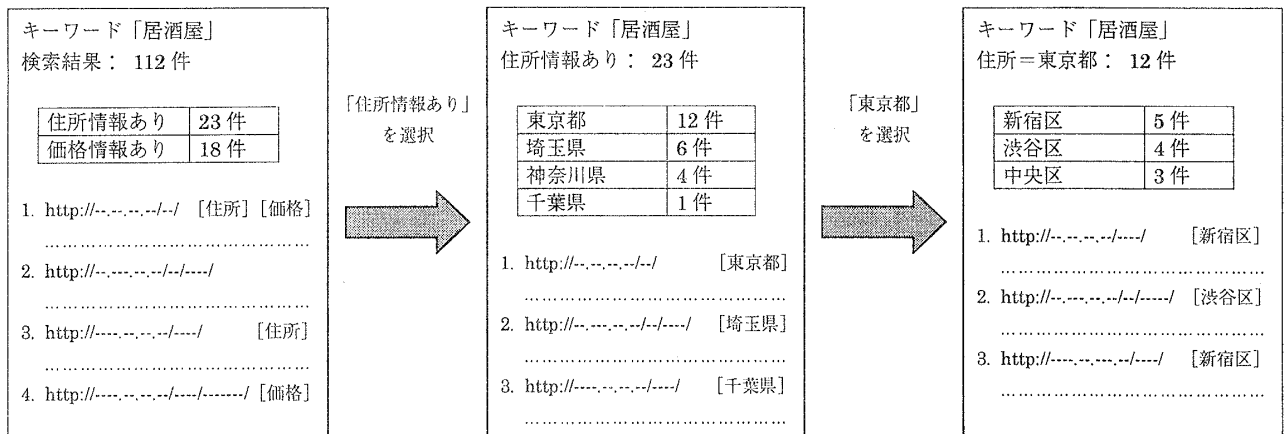 キーワード「居酒屋」
検索結果： 112 件
住所情報あり 23 件
価格情報あり 18 件
1. http://--.--.--.--/--/ [住所] [価格]
…………………………………………
2. http://--.---.--.--/--/----/
…………………………………………
3. http://----.--.--.--/----/ [住所]
…………………………………………
4. http://----.--.--.--/----/-------/ [価格]
「住所情報あり」
を選択
キーワード「居酒屋」
住所情報あり： 23 件
東京都 12 件
埼玉県 6 件
神奈川県 4 件
千葉県 1 件
1. http://--.--.--.--/--/ [東京都]
…………………………………………
2. http://--.---.--.--/--/----/ [埼玉県]
…………………………………………
3. http://----.--.--.--/----/ [千葉県]
…………………………………………
「東京都」
を選択
キーワード「居酒屋」
住所＝東京都： 12 件
新宿区 5 件
渋谷区 4 件
中央区 3 件
1. http://--.--.--.--/----/ [新宿区]
…………………………………………
2. http://--.---.--.--/--/-----/ [渋谷区]
…………………………………………
3. http://----.--.---.--/----/ [新宿区]
…………………………………………